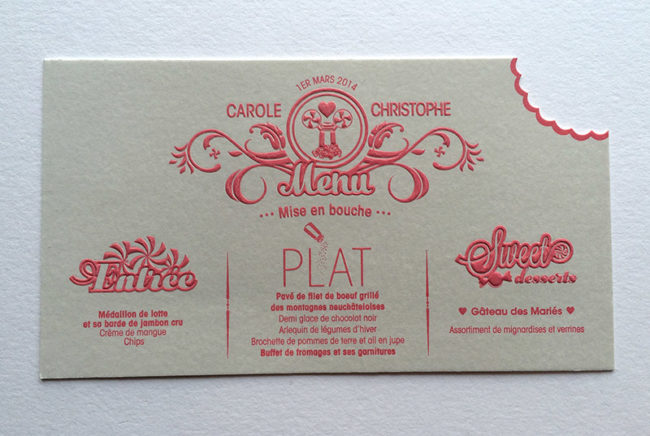 1ER MARS 2014
CAROLE CHRISTOPHE
Menu
••• Mise en bouche •••
Entrée
Médaillon de lotte
et sa barde de jambon cru
Crème de mangue
Chips
PLAT
Pavé de filet de boeuf grillé
des montagnes neuchâteloises
Demi glace de chocolat noir
Arlequin de légumes d'hiver
Brochette de pommes de terre et ail en jupe
Buffet de fromages et ses garnitures
Sweet
desserts
♥ Gâteau des Mariés ♥
Assortiment de mignardises et verrines